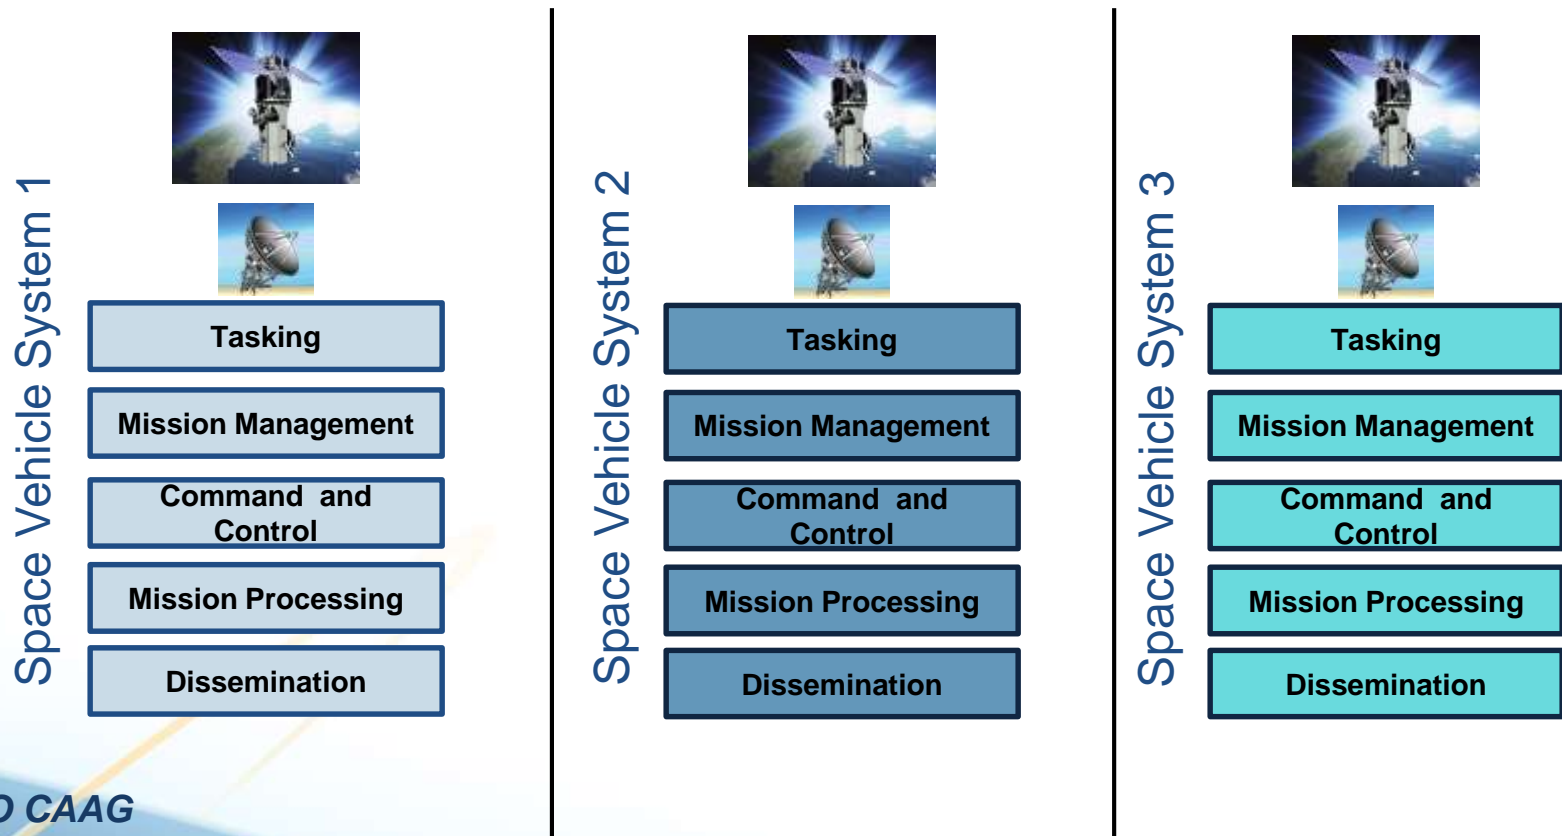 Space Vehicle System 1
Tasking
Mission Management
Command and
Control
Mission Processing
Dissemination
Space Vehicle System 2
Tasking
Mission Management
Command and
Control
Mission Processing
Dissemination
Space Vehicle System 3
Tasking
Mission Management
Command and
Control
Mission Processing
Dissemination
CAAG